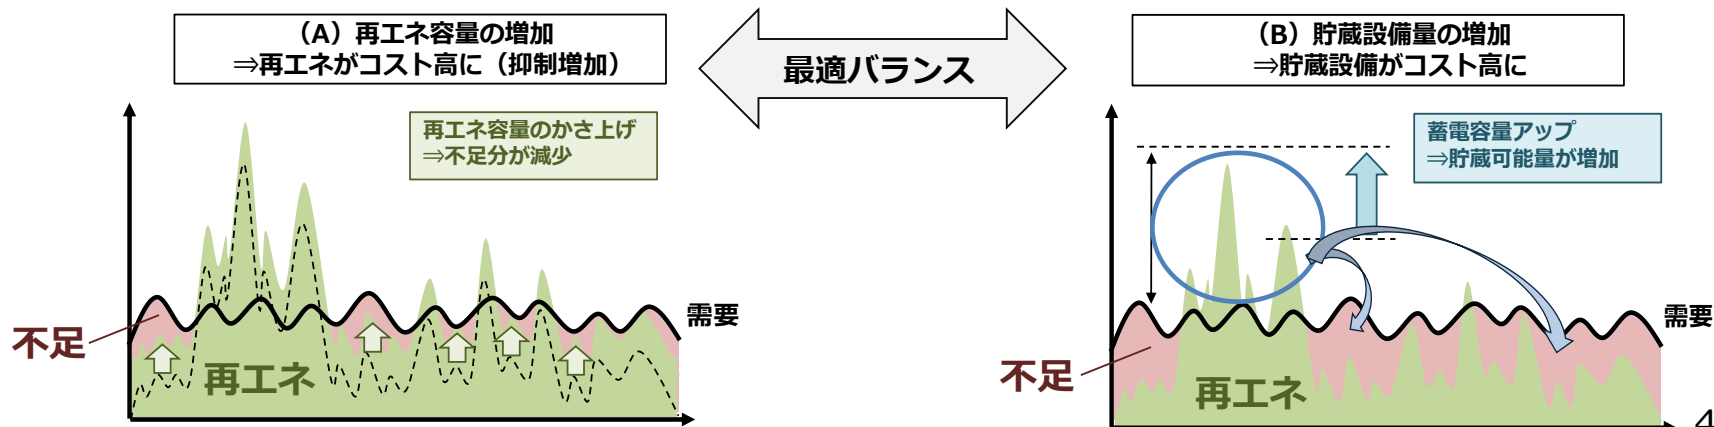 （A）再エネ容量の増加
⇒再エネがコスト高に（抑制増加）
最適バランス
（B）貯蔵設備量の増加
⇒貯蔵設備がコスト高に
再エネ容量のかさ上げ
⇒不足分が減少
需要
不足
再エネ
蓄電容量アップ
⇒貯蔵可能量が増加
需要
不足
再エネ
4